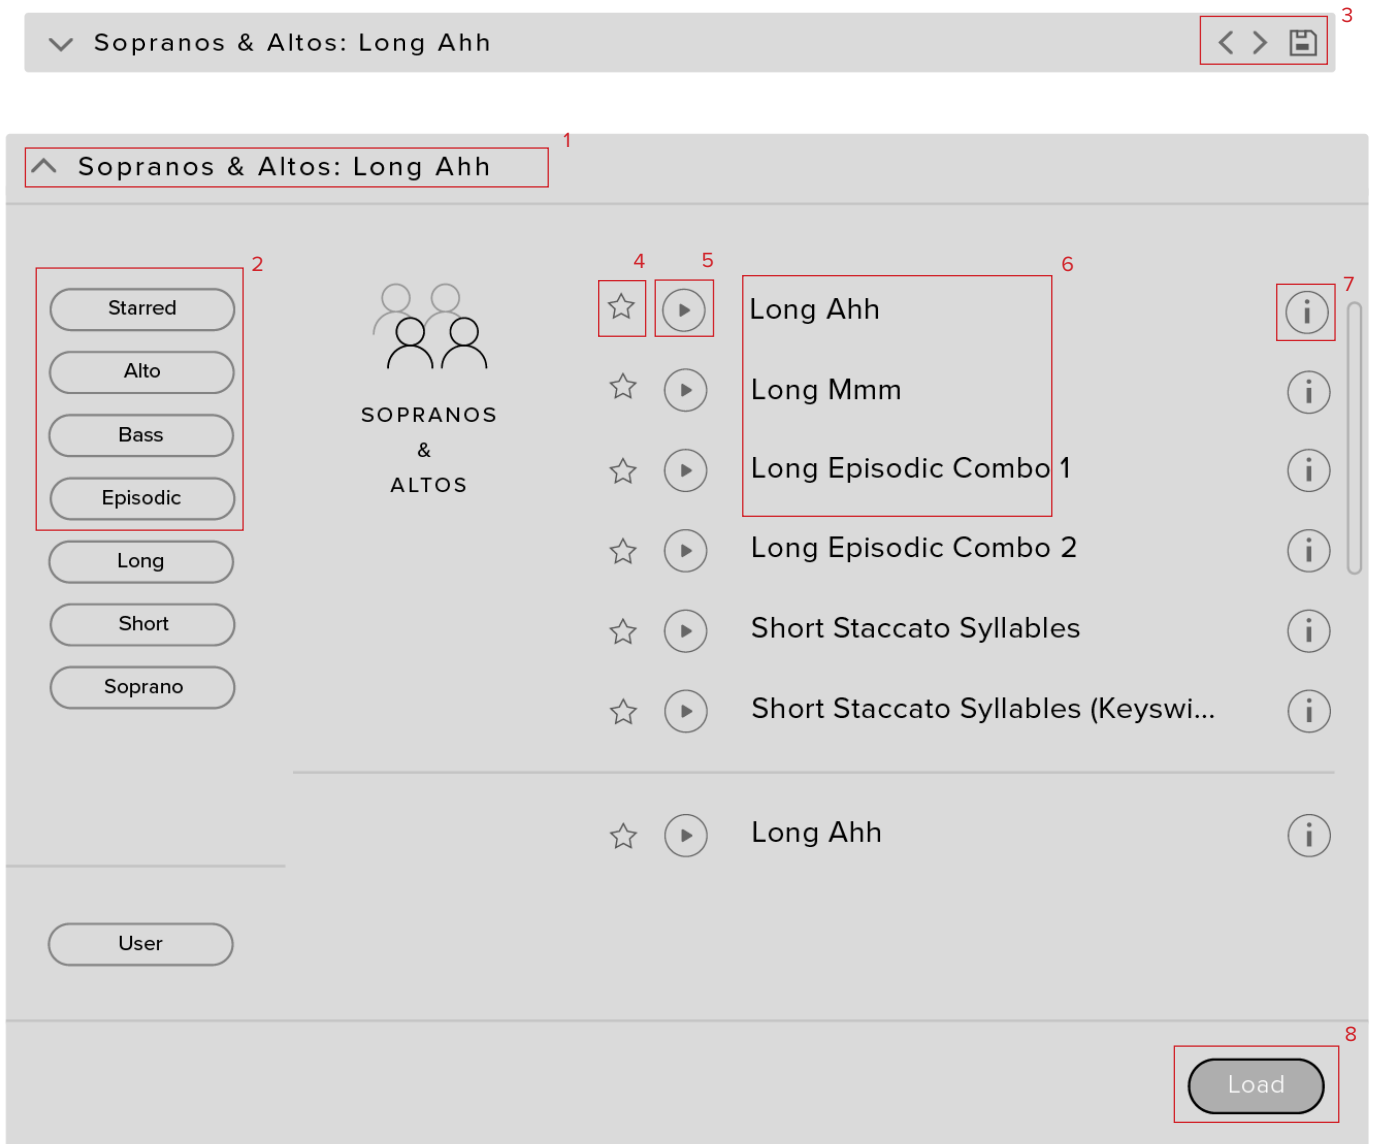 3
Sopranos & Altos: Long Ahh
1
Sopranos & Altos: Long Ahh
2
4
5
6
7
Starred
Alto
Bass
Episodic
Long
Short
Soprano
SOPRANOS
&
ALTOS
Long Ahh
i
Long Mmm
i
Long Episodic Combo 1
i
Long Episodic Combo 2
i
Short Staccato Syllables
i
Short Staccato Syllables (Keyswi...
i
Long Ahh
i
User
8
Load